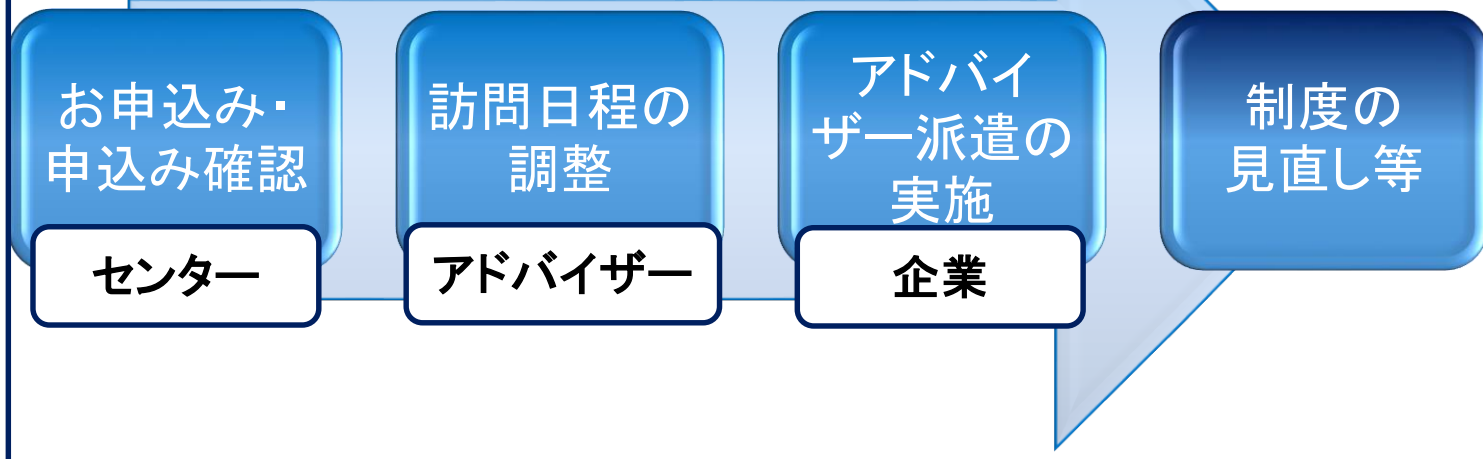 お申込み・
申込み確認
センター
訪問日程の
調整
アドバイザー
アドバイ
ザー派遣の
実施
企業
制度の
見直し等